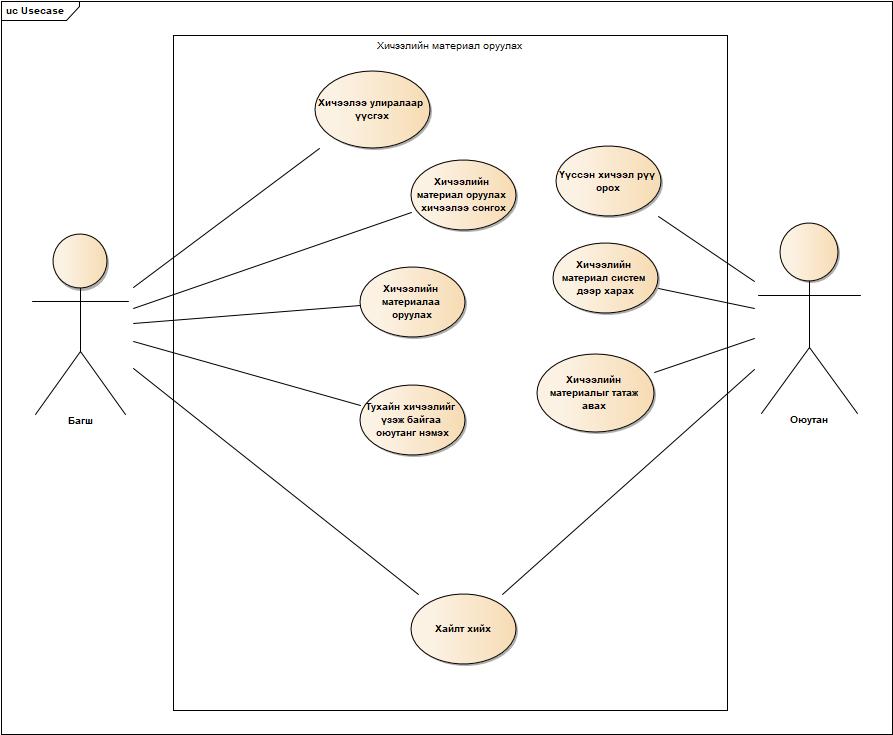 uc Usecase
Хичээлийн материал оруулах
Хичээлээ улиралаар
үүсгэх
Хичээлийн
материал оруулах
хичээлээ сонгох
Үүссэн хичээл рүү
орох
Хичээлийн
материал систем
дээр харах
Хичээлийн
материалаа
оруулах
Хичээлийн
материалыг татаж
авах
Тухайн хичээлийг
үзэж байгаа
оюутанг нэмэх
Багш
Оюутан
Хайлт хийх